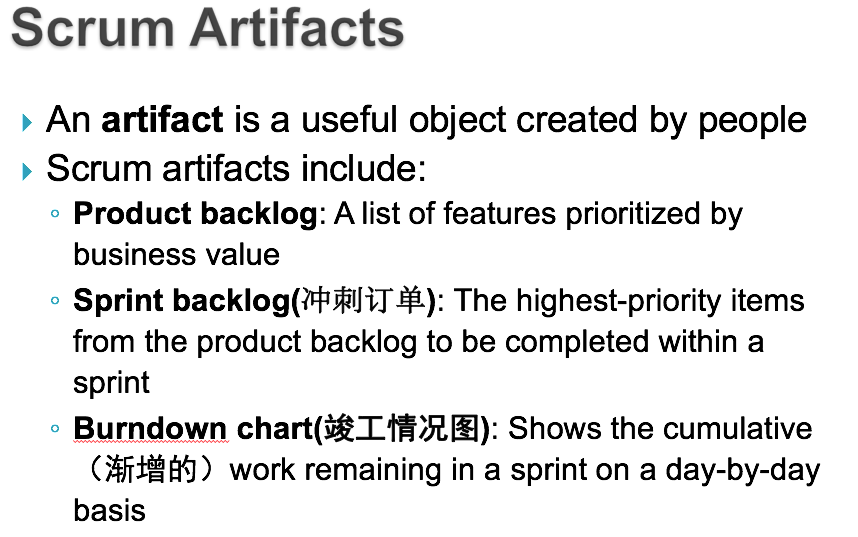 Scrum Artifacts
An artifact is a useful object created by people
Scrum artifacts include:
Product backlog: A list of features prioritized by
business value
Sprint backlog(冲刺订单): The highest-priority items
from the product backlog to be completed within a
sprint
Burndown chart(竣工情况图): Shows the cumulative
（渐增的）work remaining in a sprint on a day-by-day
basis